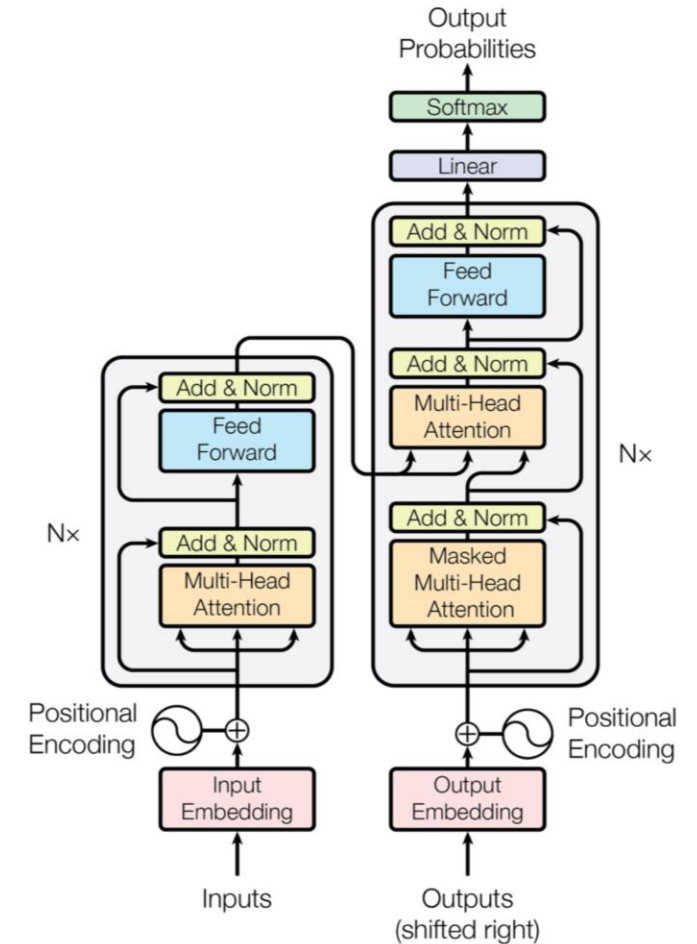 Output
Probabilities
Softmax
Linear
Add & Norm
Feed
Forward
Add & Norm
Multi-Head
Attention
Nx
Add & Norm
Masked
Multi-Head
Attention
Add & Norm
Feed
Forward
Nx
Add & Norm
Multi-Head
Attention
Positional
Encoding
Positional
Encoding
Input
Embedding
Output
Embedding
Inputs
Outputs
(shifted right)